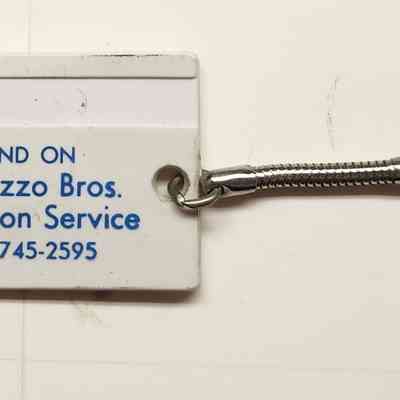 ND ON
zzo Bros.
on Service
745-2595